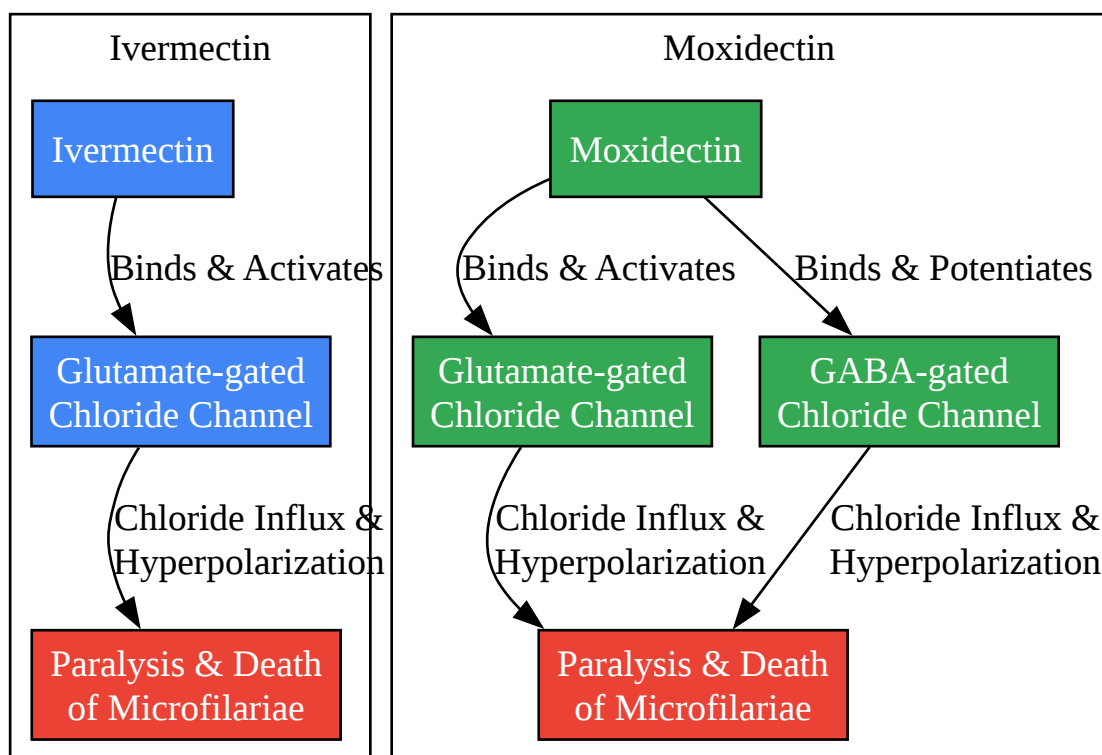 Ivermectin
Ivermectin
Binds & Activates
Glutamate-gated
Chloride Channel
Chloride Influx &
Hyperpolarization
Paralysis & Death
of Microfilariae
Moxidectin
Moxidectin
Binds & Activates
Binds & Potentiates
Glutamate-gated
Chloride Channel
GABA-gated
Chloride Channel
Chloride Influx &
Hyperpolarization
Chloride Influx &
Hyperpolarization
Paralysis & Death
of Microfilariae